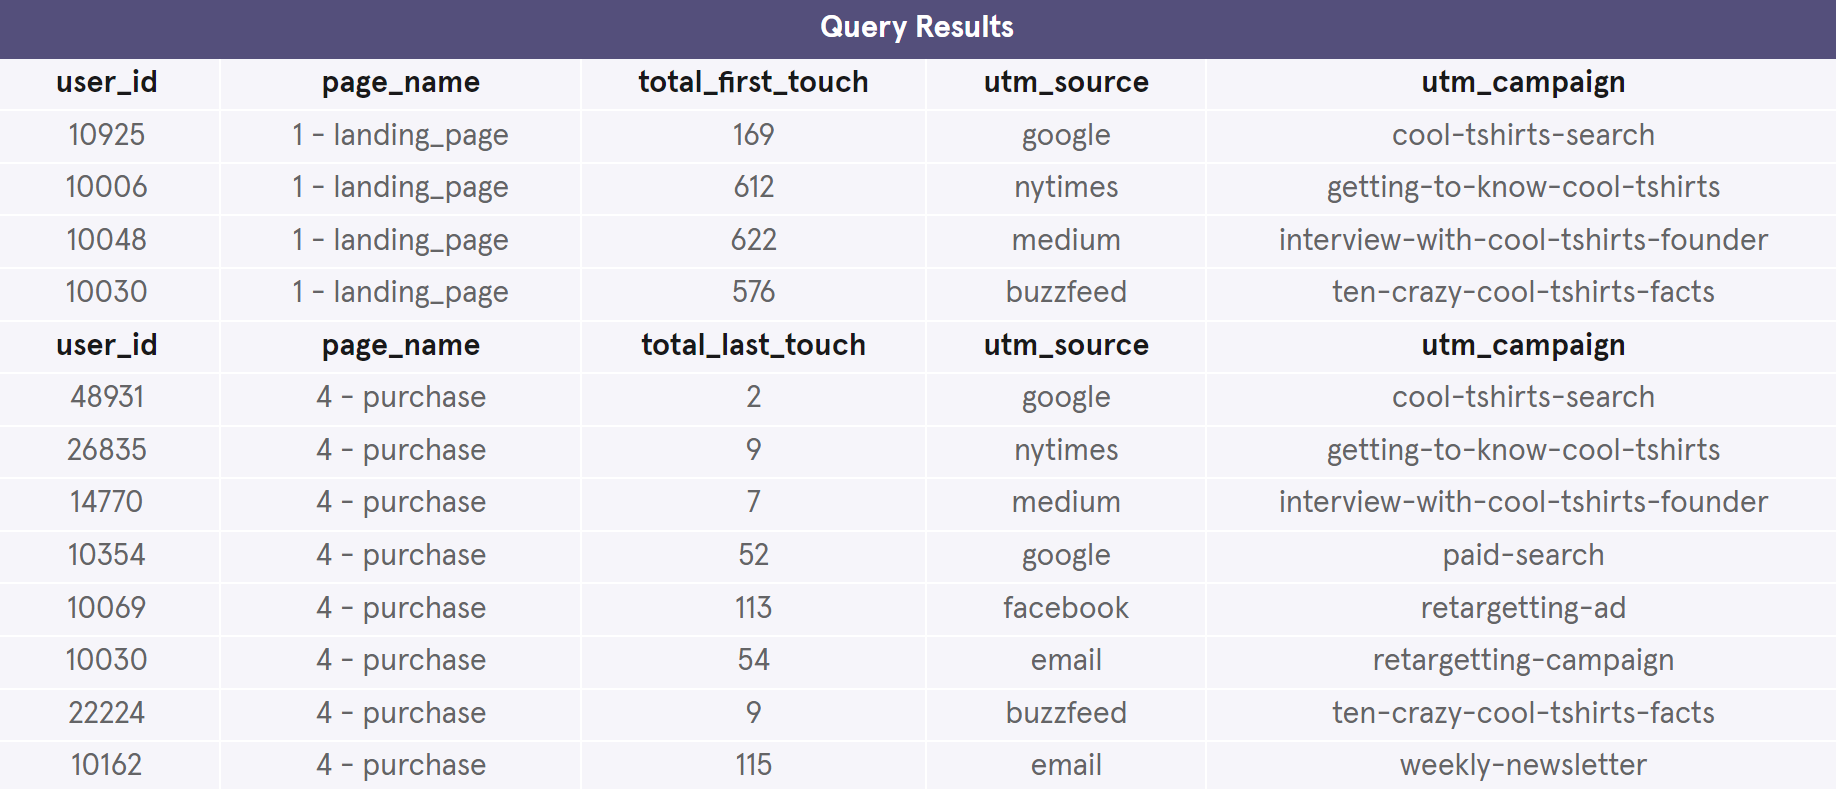 Query Results
user_id page_name total_first_touch utm_source utm_campaign
10925 1 - landing_page 169 google cool-tshirts-search
10006 1 - landing_page 612 nytimes getting-to-know-cool-tshirts
10048 1 - landing_page 622 medium interview-with-cool-tshirts-founder
10030 1 - landing_page 576 buzzfeed ten-crazy-cool-tshirts-facts
user_id page_name total_last_touch utm_source utm_campaign
48931 4 - purchase 2 google cool-tshirts-search
26835 4 - purchase 9 nytimes getting-to-know-cool-tshirts
14770 4 - purchase 7 medium interview-with-cool-tshirts-founder
10354 4 - purchase 52 google paid-search
10069 4 - purchase 113 facebook retargetting-ad
10030 4 - purchase 54 email retargetting-campaign
22224 4 - purchase 9 buzzfeed ten-crazy-cool-tshirts-facts
10162 4 - purchase 115 email weekly-newsletter